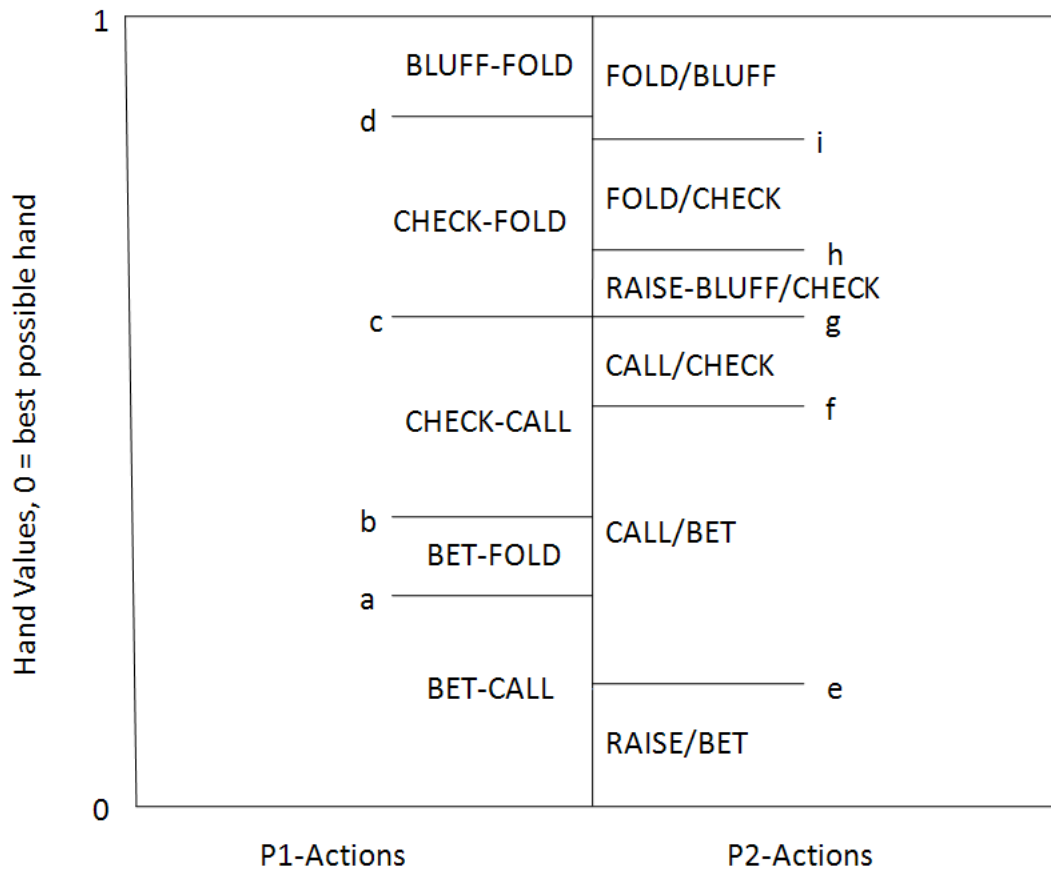 1
BLUFF-FOLD
FOLD/BLUFF
d
i
CHECK-FOLD
FOLD/CHECK
h
RAISE-BLUFF/CHECK
c
g
CALL/CHECK
f
CHECK-CALL
b
CALL/BET
BET-FOLD
a
BET-CALL
e
RAISE/BET
0
Hand Values, 0 = best possible hand
P1-Actions
P2-Actions